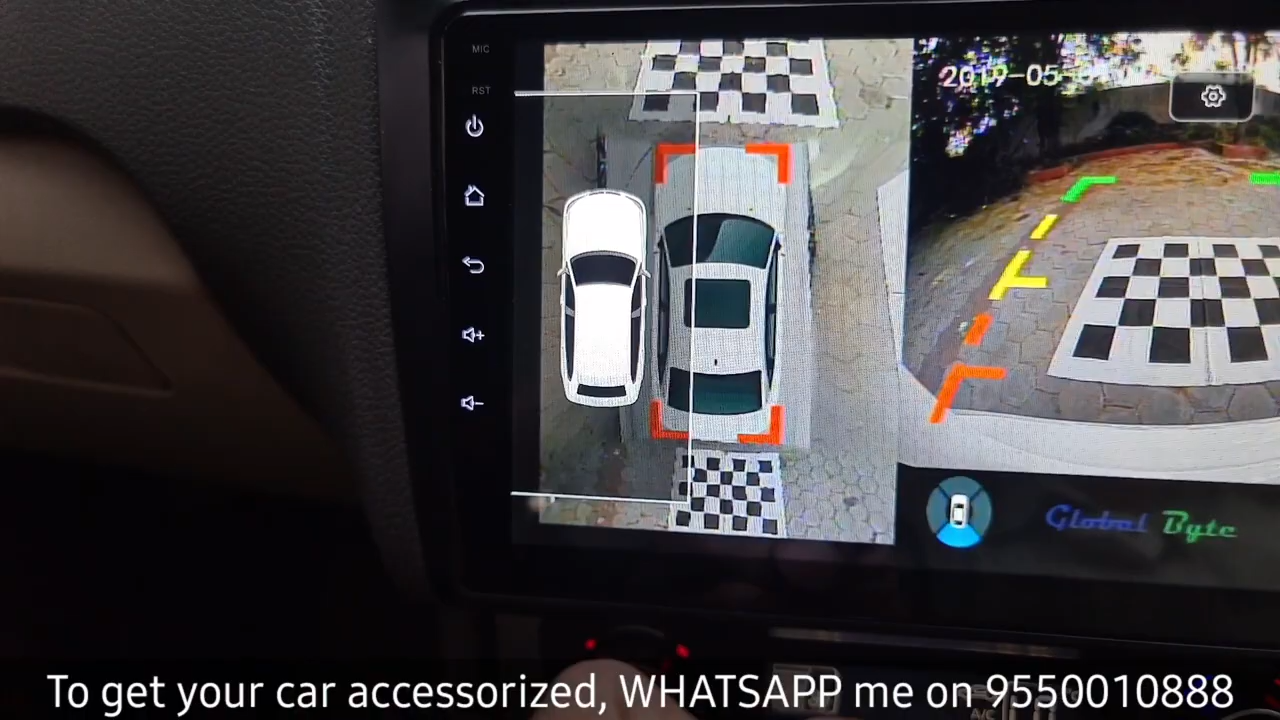 MIC
RST
2019-05-
Global Byte
A/C
To get your car accessorized, WHATSAPP me on 9550010888